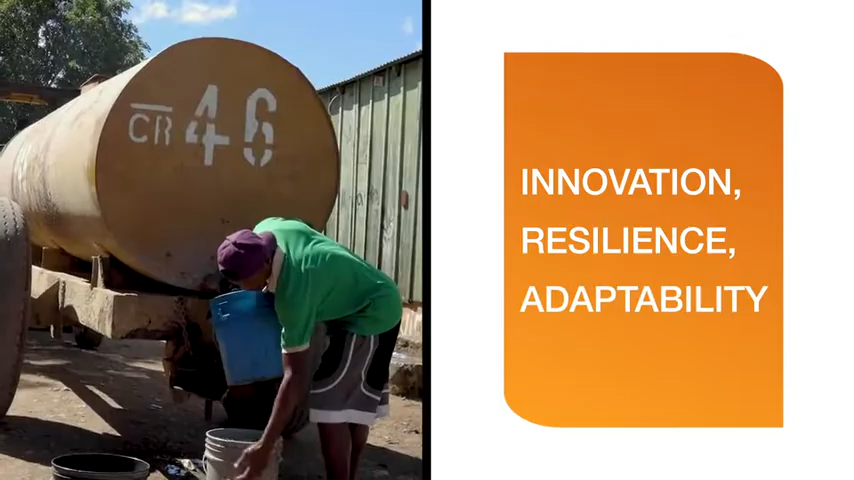 CR 46
INNOVATION,
RESILIENCE,
ADAPTABILITY